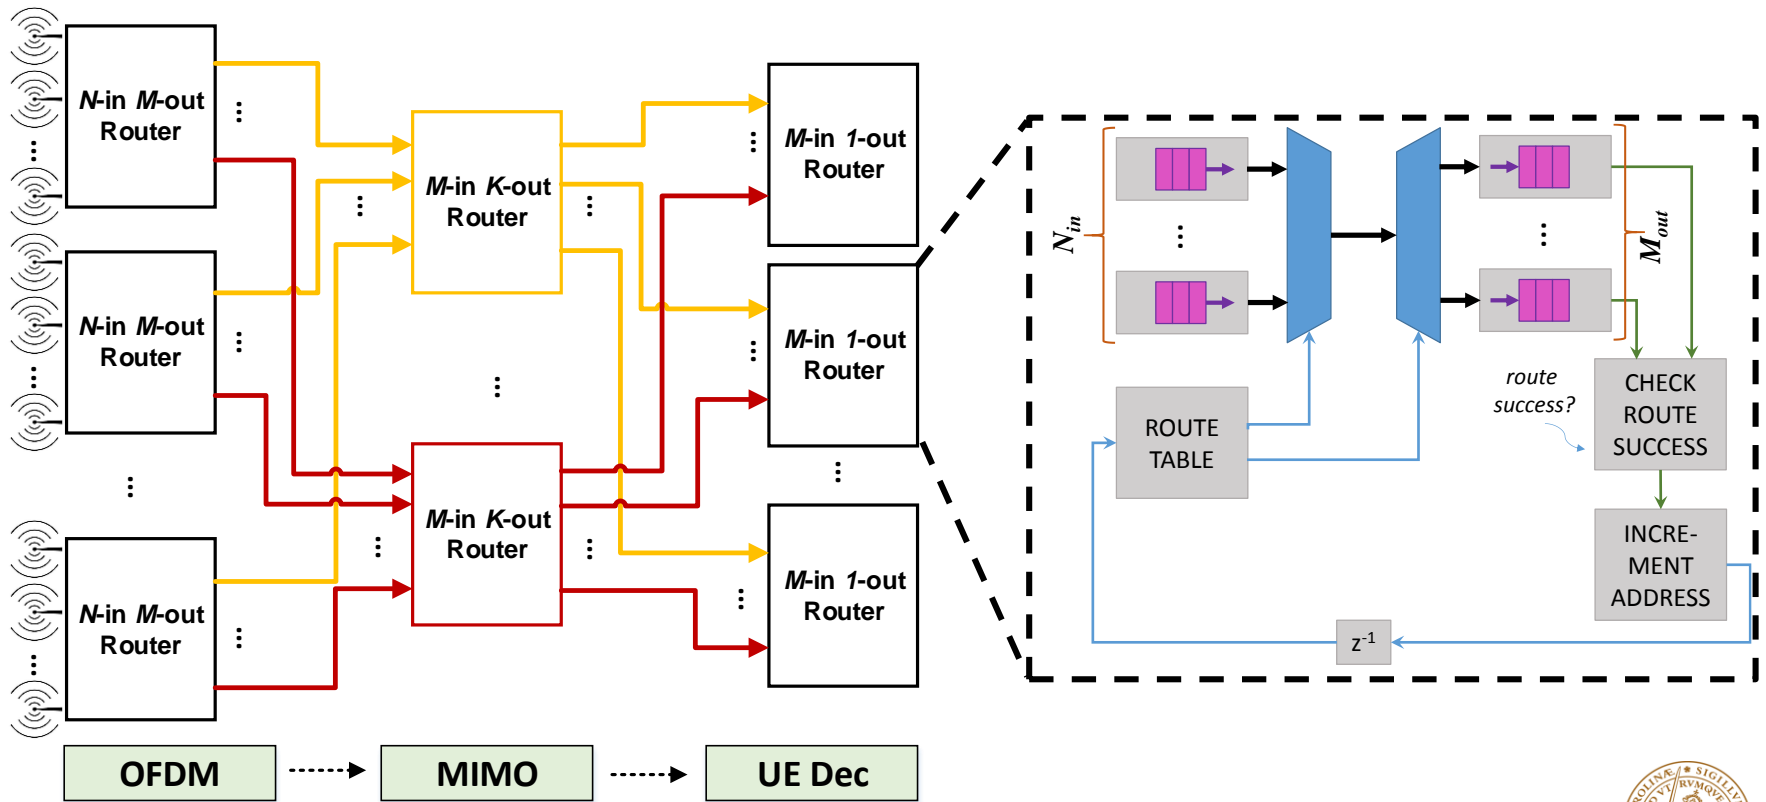 N-in M-out
Router
N-in M-out
Router
N-in M-out
Router
M-in K-out
Router
M-in K-out
Router
M-in 1-out
Router
M-in 1-out
Router
M-in 1-out
Router
OFDM
MIMO
UE Dec
N_in
M_out
ROUTE
TABLE
route
success?
CHECK
ROUTE
SUCCESS
INCRE-
MENT
ADDRESS
z⁻¹